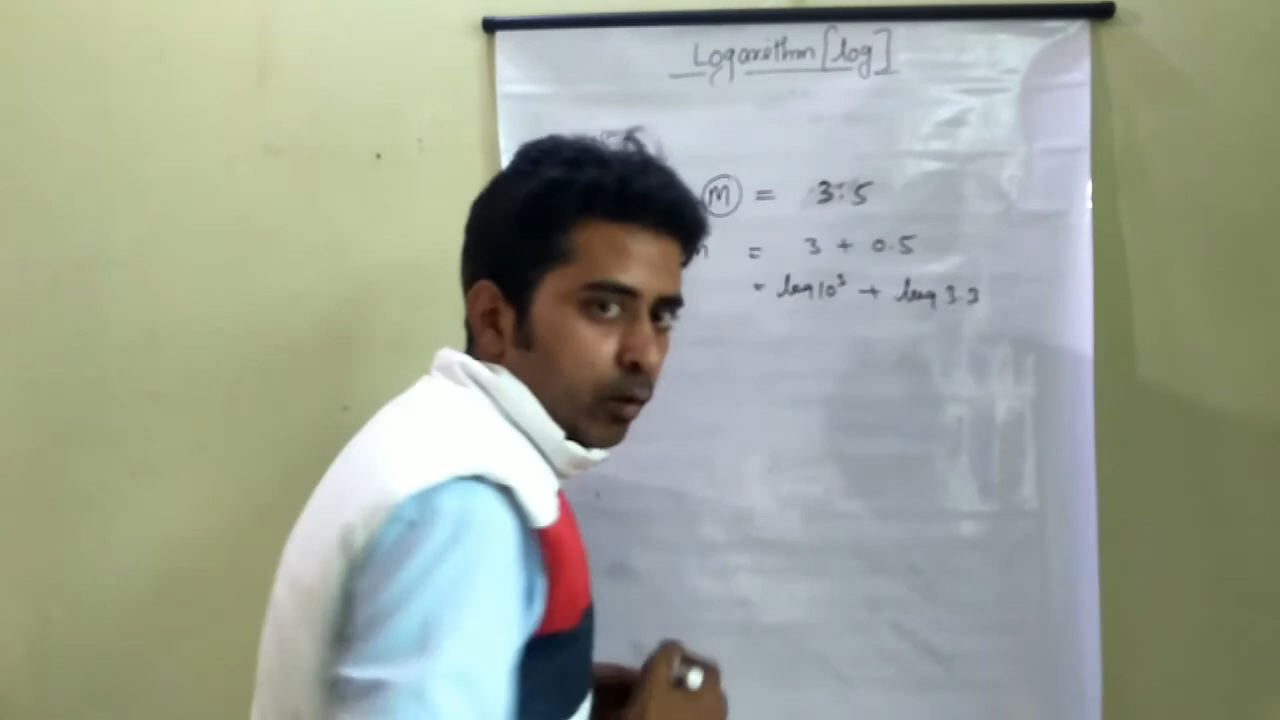 Logarithm [log]
m = 3.5
= 3 + 0.5
= log 10³ + log 3.3